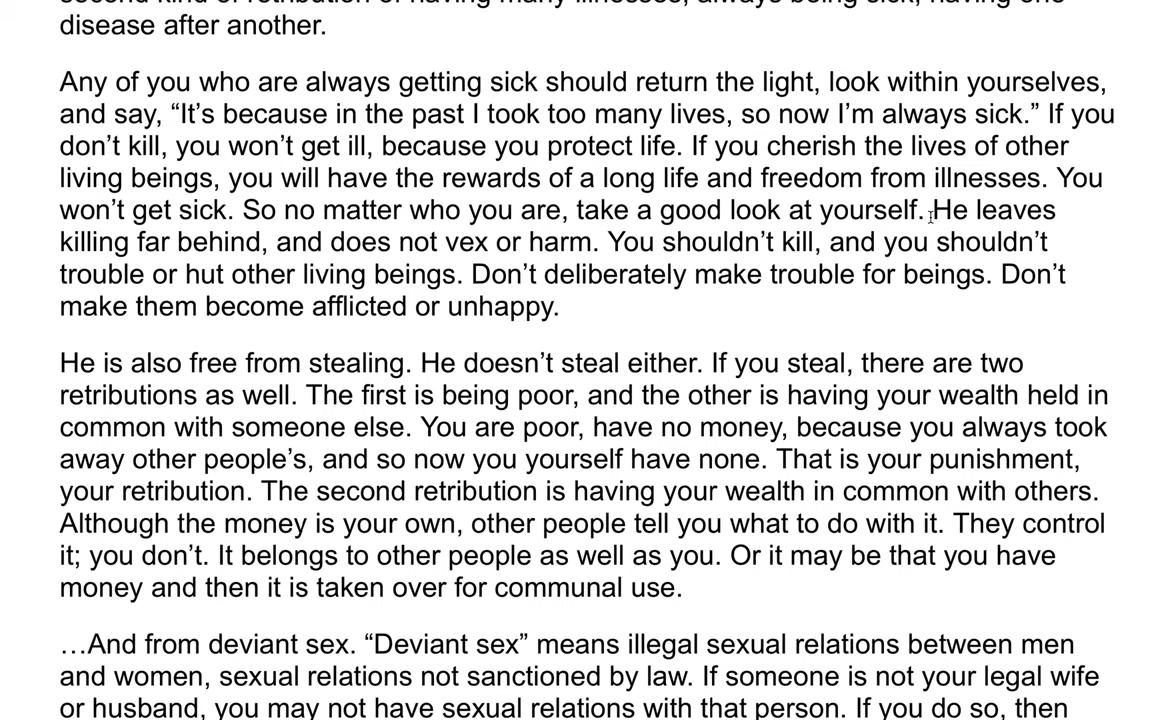 second kind of retribution of having many illnesses, always being sick, having one
disease after another.
Any of you who are always getting sick should return the light, look within yourselves,
and say, “It’s because in the past I took too many lives, so now I’m always sick.” If you
don’t kill, you won’t get ill, because you protect life. If you cherish the lives of other
living beings, you will have the rewards of a long life and freedom from illnesses. You
won’t get sick. So no matter who you are, take a good look at yourself. He leaves
killing far behind, and does not vex or harm. You shouldn’t kill, and you shouldn’t
trouble or hut other living beings. Don’t deliberately make trouble for beings. Don’t
make them become afflicted or unhappy.
He is also free from stealing. He doesn’t steal either. If you steal, there are two
retributions as well. The first is being poor, and the other is having your wealth held in
common with someone else. You are poor, have no money, because you always took
away other people’s, and so now you yourself have none. That is your punishment,
your retribution. The second retribution is having your wealth in common with others.
Although the money is your own, other people tell you what to do with it. They control
it; you don’t. It belongs to other people as well as you. Or it may be that you have
money and then it is taken over for communal use.
…And from deviant sex. “Deviant sex” means illegal sexual relations between men
and women, sexual relations not sanctioned by law. If someone is not your legal wife
or husband, you may not have sexual relations with that person. If you do so, then